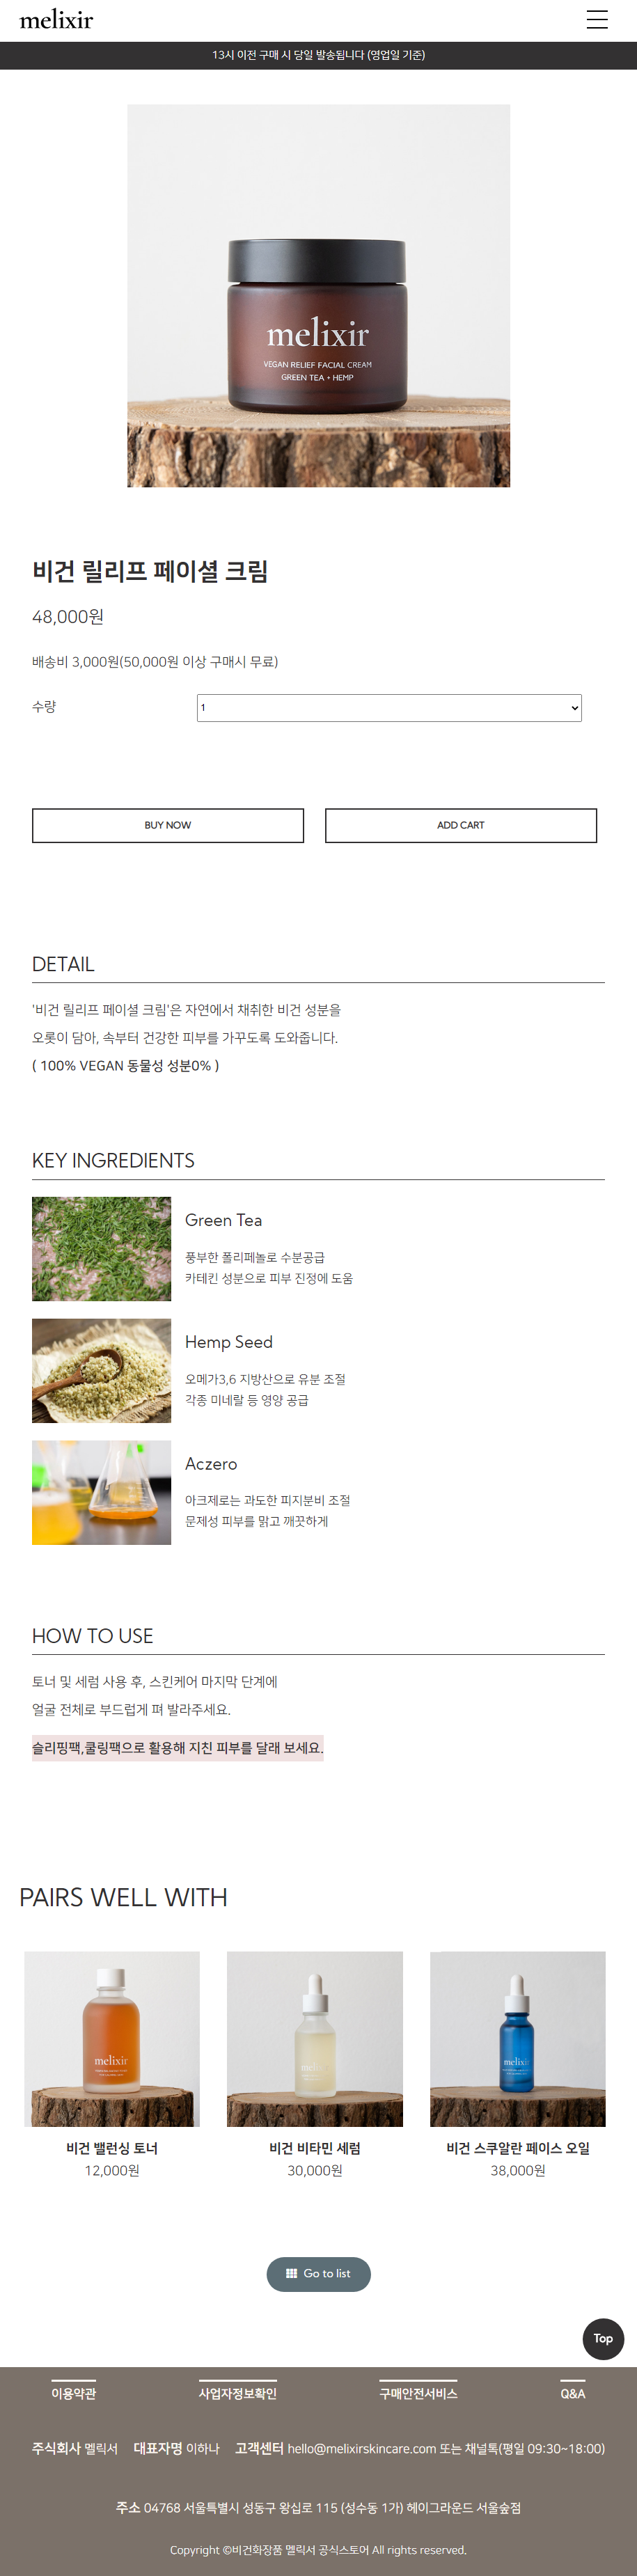 melixir
13시 이전 구매 시 당일 발송됩니다 (영업일 기준)
melixir
VEGAN RELIEF FACIAL CREAM
GREEN TEA + HEMP
비건 릴리프 페이셜 크림
48,000원
배송비 3,000원(50,000원 이상 구매시 무료)
수량 1
BUY NOW ADD CART
DETAIL
'비건 릴리프 페이셜 크림'은 자연에서 채취한 비건 성분을
오롯이 담아, 속부터 건강한 피부를 가꾸도록 도와줍니다.
( 100% VEGAN 동물성 성분0% )
KEY INGREDIENTS
Green Tea
풍부한 폴리페놀로 수분공급
카테킨 성분으로 피부 진정에 도움
Hemp Seed
오메가3,6 지방산으로 유분 조절
각종 미네랄 등 영양 공급
Aczero
아크제로는 과도한 피지분비 조절
문제성 피부를 맑고 깨끗하게
HOW TO USE
토너 및 세럼 사용 후, 스킨케어 마지막 단계에
얼굴 전체로 부드럽게 펴 발라주세요.
슬리핑팩,쿨링팩으로 활용해 지친 피부를 달래 보세요.
PAIRS WELL WITH
melixir melixir melixir
비건 밸런싱 토너 비건 비타민 세럼 비건 스쿠알란 페이스 오일
12,000원 30,000원 38,000원
Go to list
Top
이용약관 사업자정보확인 구매안전서비스 Q&A
주식회사 멜릭서 대표자명 이하나 고객센터 hello@melixirskincare.com 또는 채널톡(평일 09:30~18:00)
주소 04768 서울특별시 성동구 왕십로 115 (성수동 1가) 헤이그라운드 서울숲점
Copyright ©비건화장품 멜릭서 공식스토어 All rights reserved.